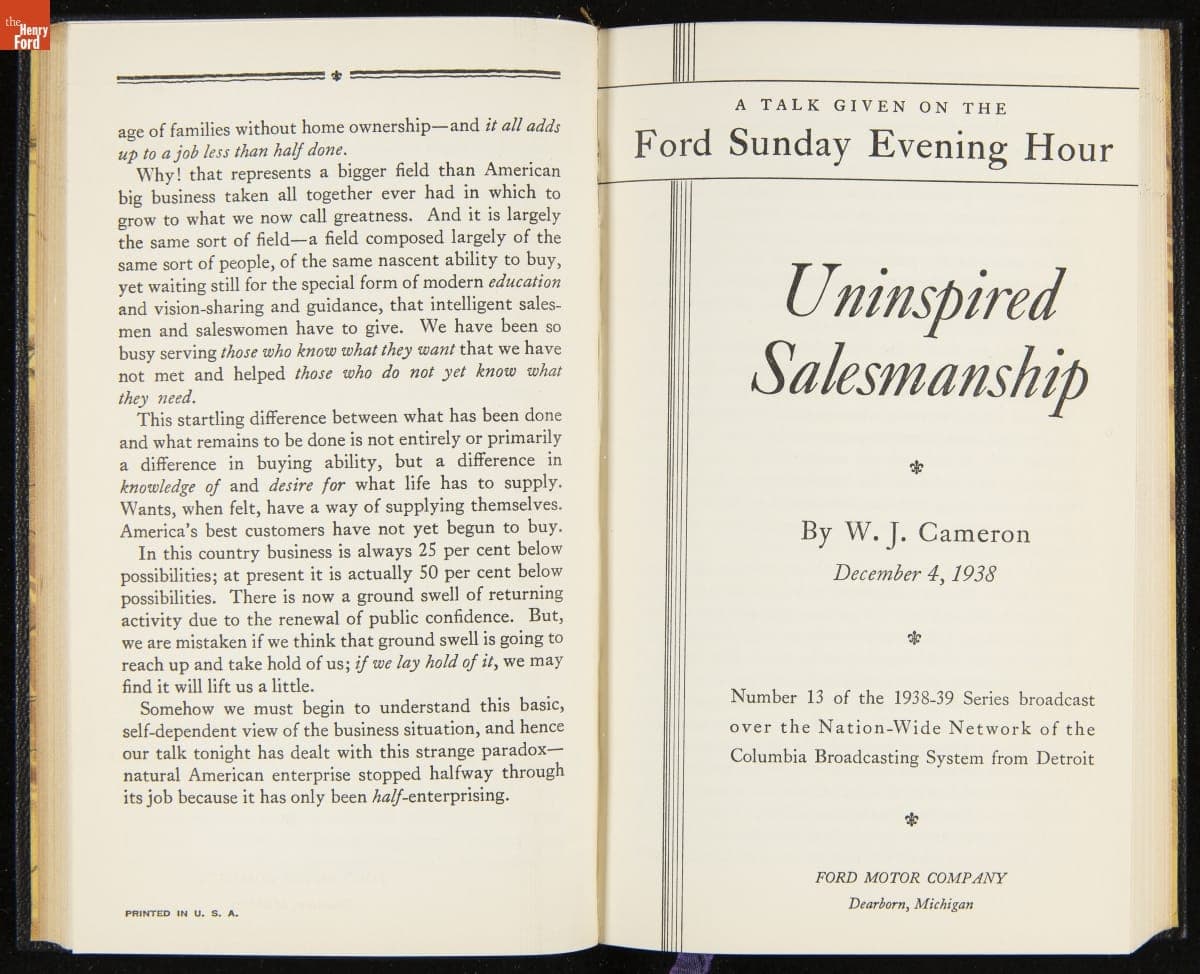 the
Henry
Ford
age of families without home ownership—and it all adds
up to a job less than half done.
Why! that represents a bigger field than American
big business taken all together ever had in which to
grow to what we now call greatness. And it is largely
the same sort of field—a field composed largely of the
same sort of people, of the same nascent ability to buy,
yet waiting still for the special form of modern education
and vision-sharing and guidance, that intelligent sales-
men and saleswomen have to give. We have been so
busy serving those who know what they want that we have
not met and helped those who do not yet know what
they need.
This startling difference between what has been done
and what remains to be done is not entirely or primarily
a difference in buying ability, but a difference in
knowledge of and desire for what life has to supply.
Wants, when felt, have a way of supplying themselves.
America's best customers have not yet begun to buy.
In this country business is always 25 per cent below
possibilities; at present it is actually 50 per cent below
possibilities. There is now a ground swell of returning
activity due to the renewal of public confidence. But,
we are mistaken if we think that ground swell is going to
reach up and take hold of us; if we lay hold of it, we may
find it will lift us a little.
Somehow we must begin to understand this basic,
self-dependent view of the business situation, and hence
our talk tonight has dealt with this strange paradox—
natural American enterprise stopped halfway through
its job because it has only been half-enterprising.
PRINTED IN U. S. A.
A TALK GIVEN ON THE
Ford Sunday Evening Hour
Uninspired
Salesmanship
By W. J. Cameron
December 4, 1938
Number 13 of the 1938-39 Series broadcast
over the Nation-Wide Network of the
Columbia Broadcasting System from Detroit
FORD MOTOR COMPANY
Dearborn, Michigan